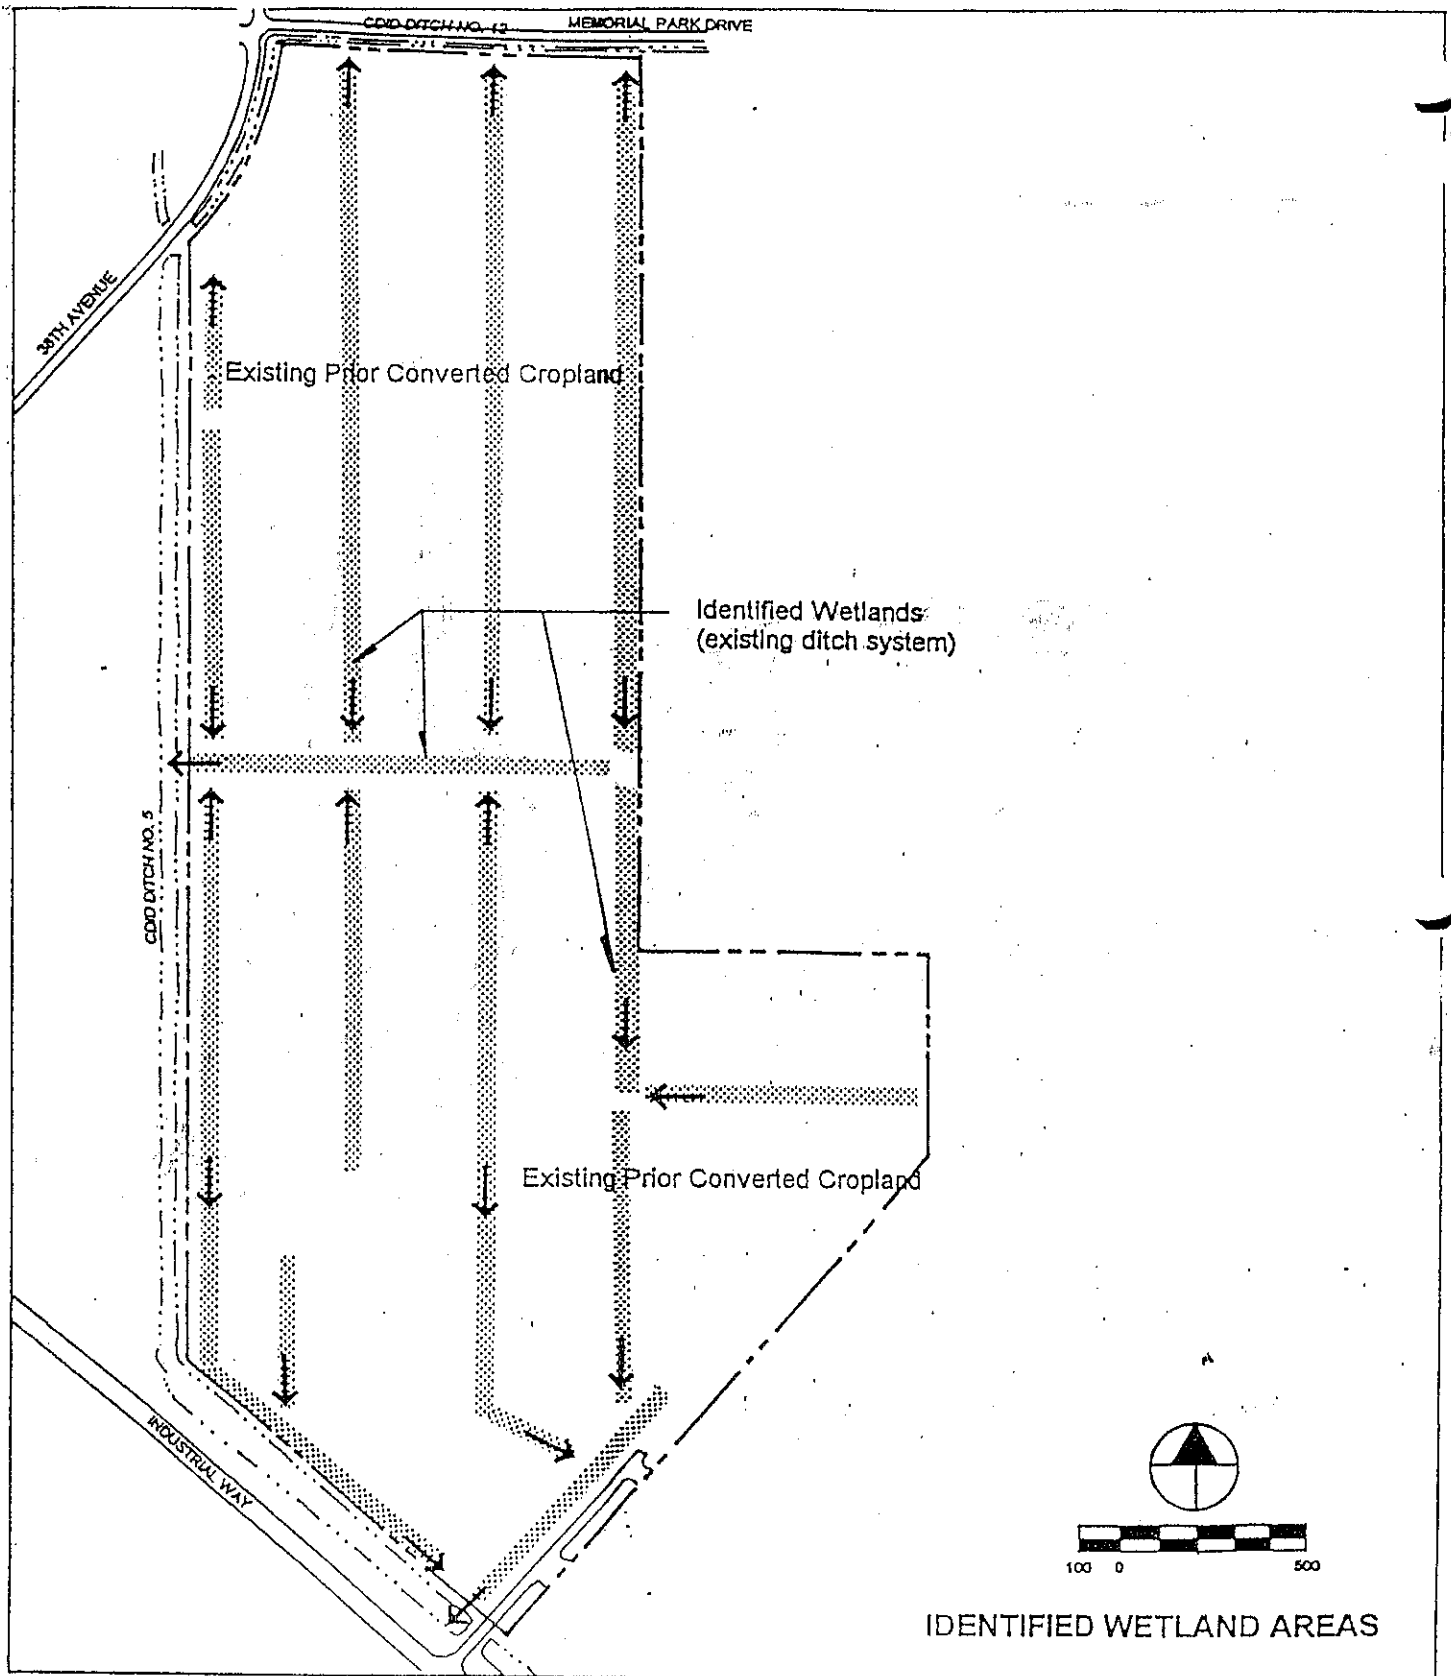 CDID DITCH NO. 12
MEMORIAL PARK DRIVE
38TH AVENUE
Existing Prior Converted Cropland
Identified Wetlands
(existing ditch system)
CDID DITCH NO. 5
Existing Prior Converted Cropland
INDUSTRIAL WAY
100 0 500
IDENTIFIED WETLAND AREAS